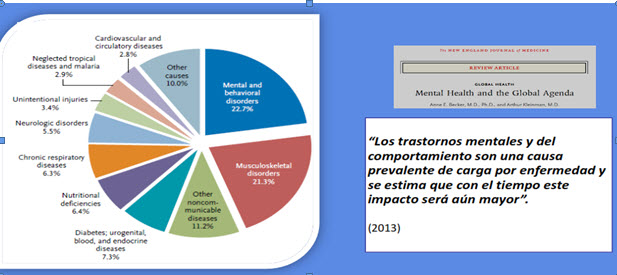 Cardiovascular and
circulatory diseases
2.8%
Neglected tropical
diseases and malaria
2.9%
Unintentional injuries
3.4%
Neurologic disorders
5.5%
Chronic respiratory
diseases
6.3%
Nutritional
deficiencies
6.4%
Diabetes; urogenital,
blood, and endocrine
diseases
7.3%
Other
causes
10.0%
Mental and
behavioral
disorders
22.7%
Musculoskeletal
disorders
21.3%
Other
noncom-
municable
diseases
11.2%
The NEW ENGLAND JOURNAL of MEDICINE
REVIEW ARTICLE
GLOBAL HEALTH
Mental Health and the Global Agenda
Anne E. Becker, M.D., Ph.D., and Arthur Kleinman, M.D.
“Los trastornos mentales y del
comportamiento son una causa
prevalente de carga por enfermedad y
se estima que con el tiempo este
impacto será aún mayor”.
(2013)